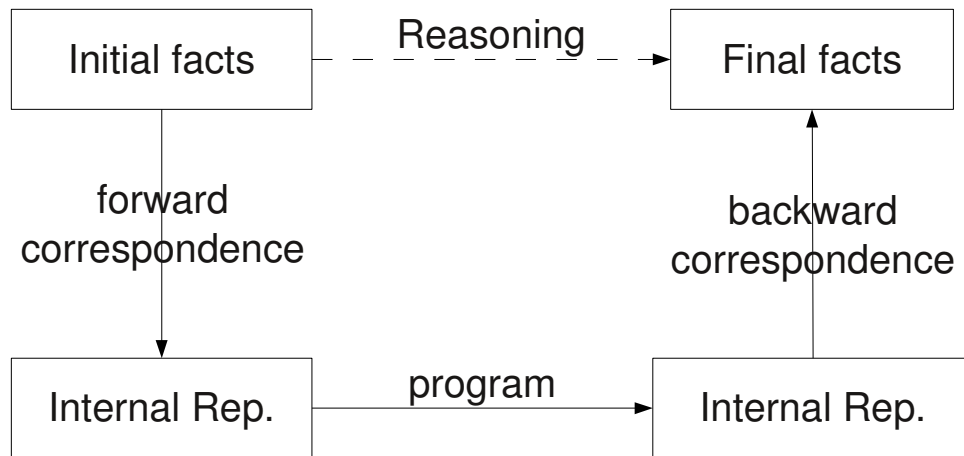 Initial facts
Reasoning
Final facts
forward
correspondence
backward
correspondence
Internal Rep.
program
Internal Rep.